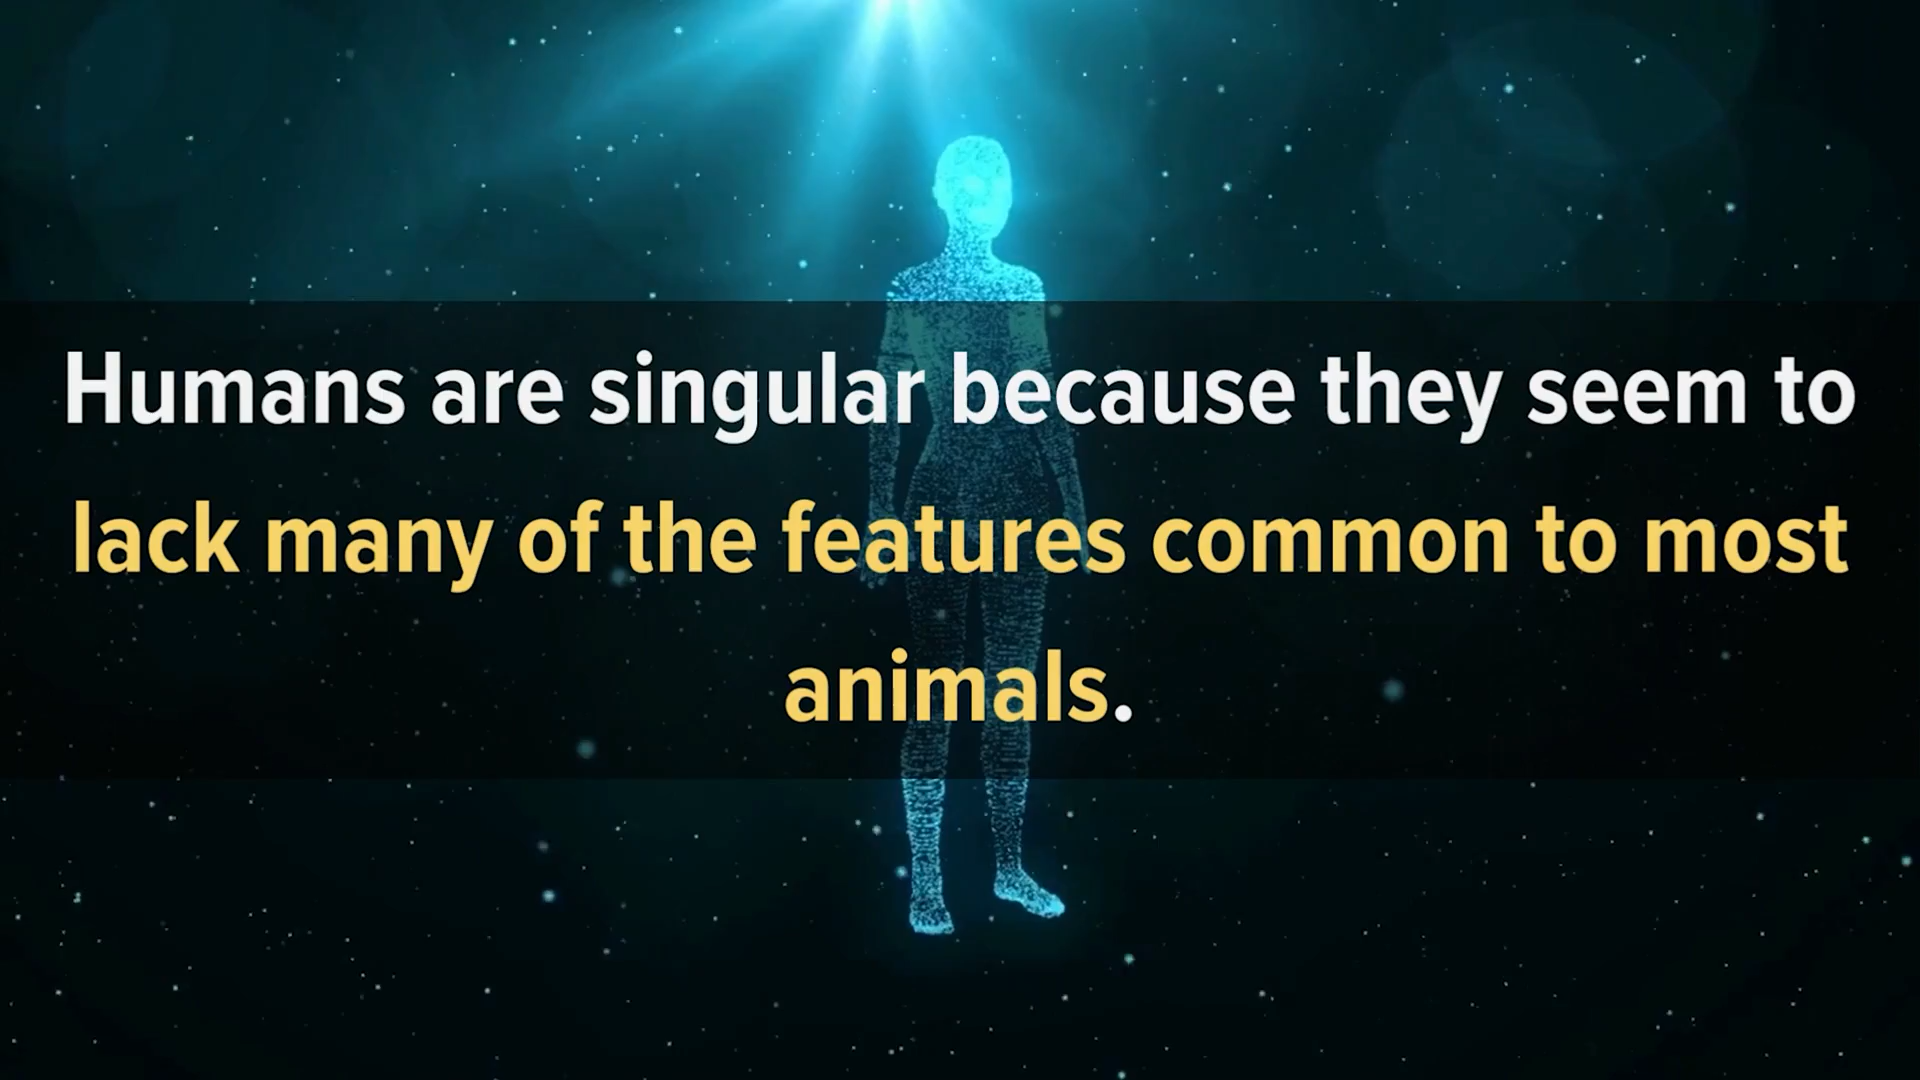 Humans are singular because they seem to
lack many of the features common to most
animals.